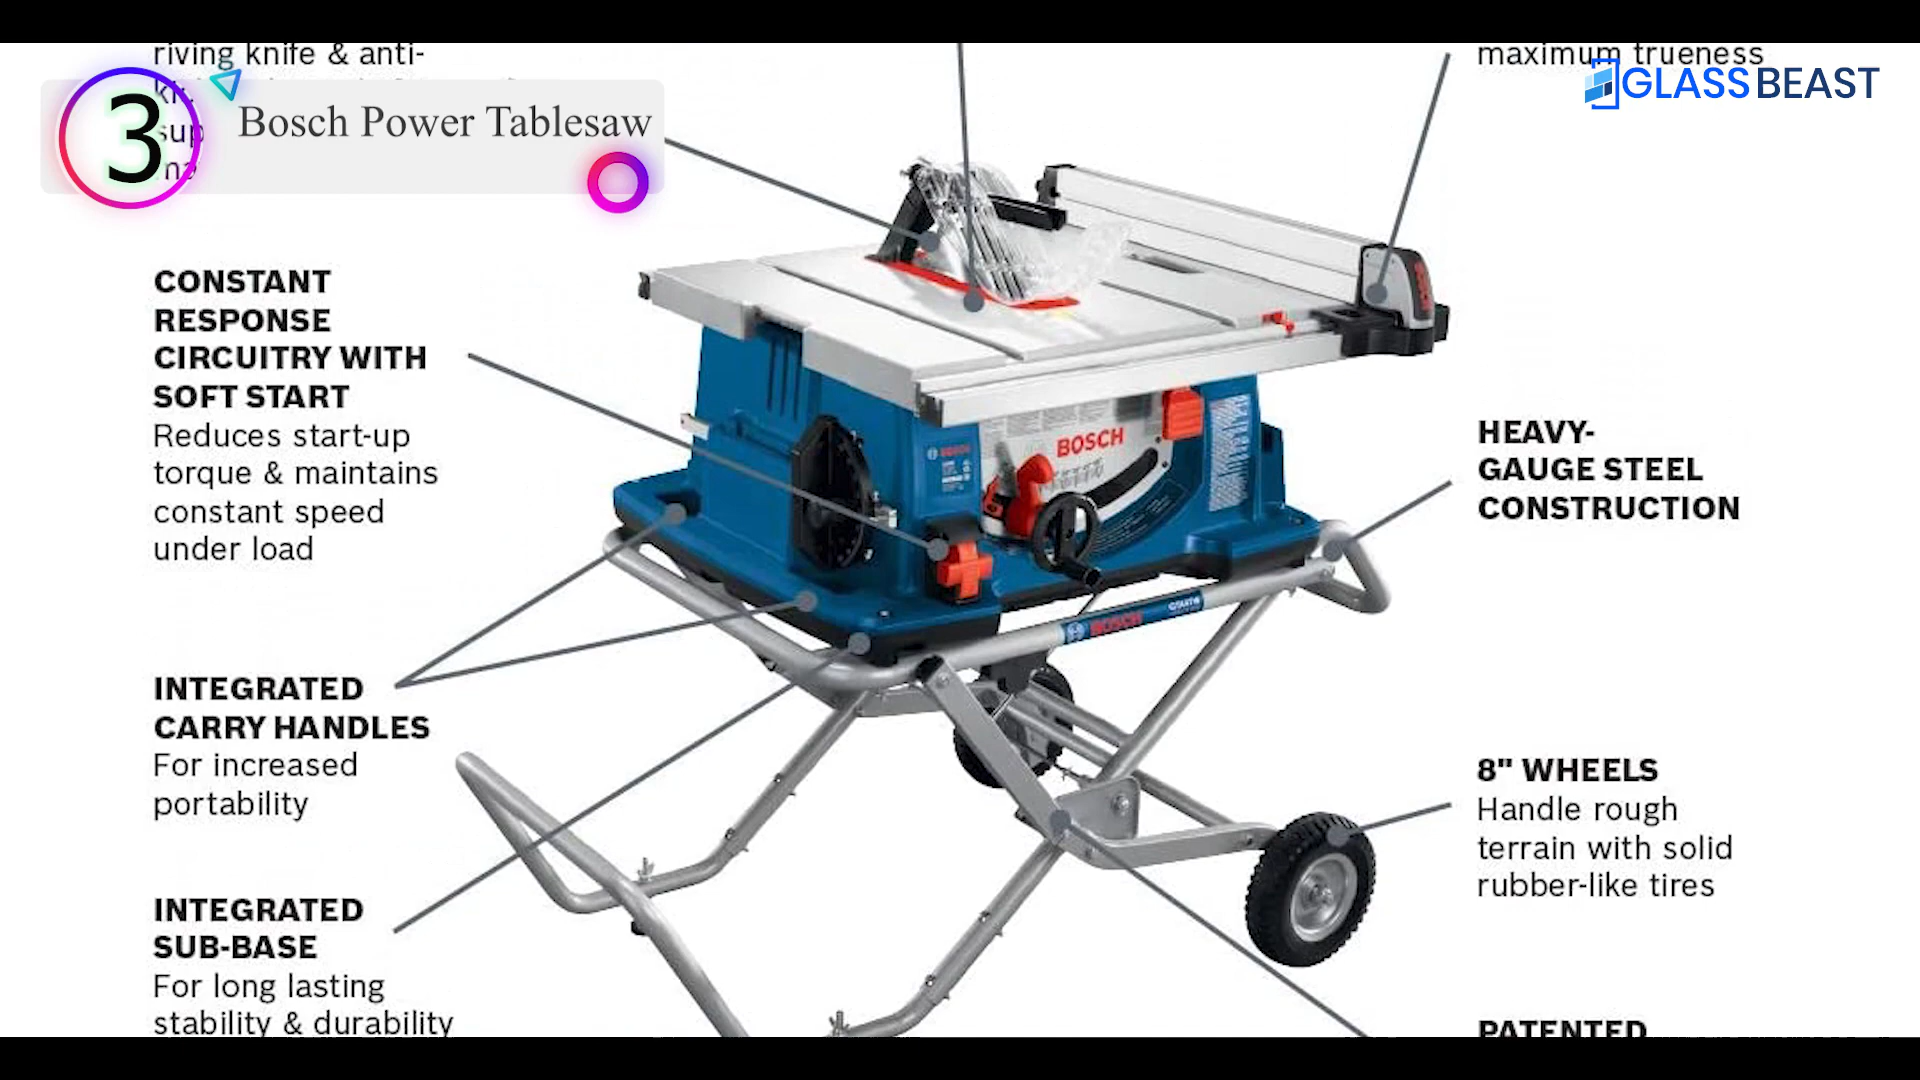 riving knife & anti-
3
Bosch Power Tablesaw
maximum trueness
GLASS BEAST
CONSTANT
RESPONSE
CIRCUITRY WITH
SOFT START
Reduces start-up
torque & maintains
constant speed
under load
INTEGRATED
CARRY HANDLES
For increased
portability
INTEGRATED
SUB-BASE
For long lasting
stability & durability
BOSCH
BOSCH
HEAVY-
GAUGE STEEL
CONSTRUCTION
8" WHEELS
Handle rough
terrain with solid
rubber-like tires
PATENTED